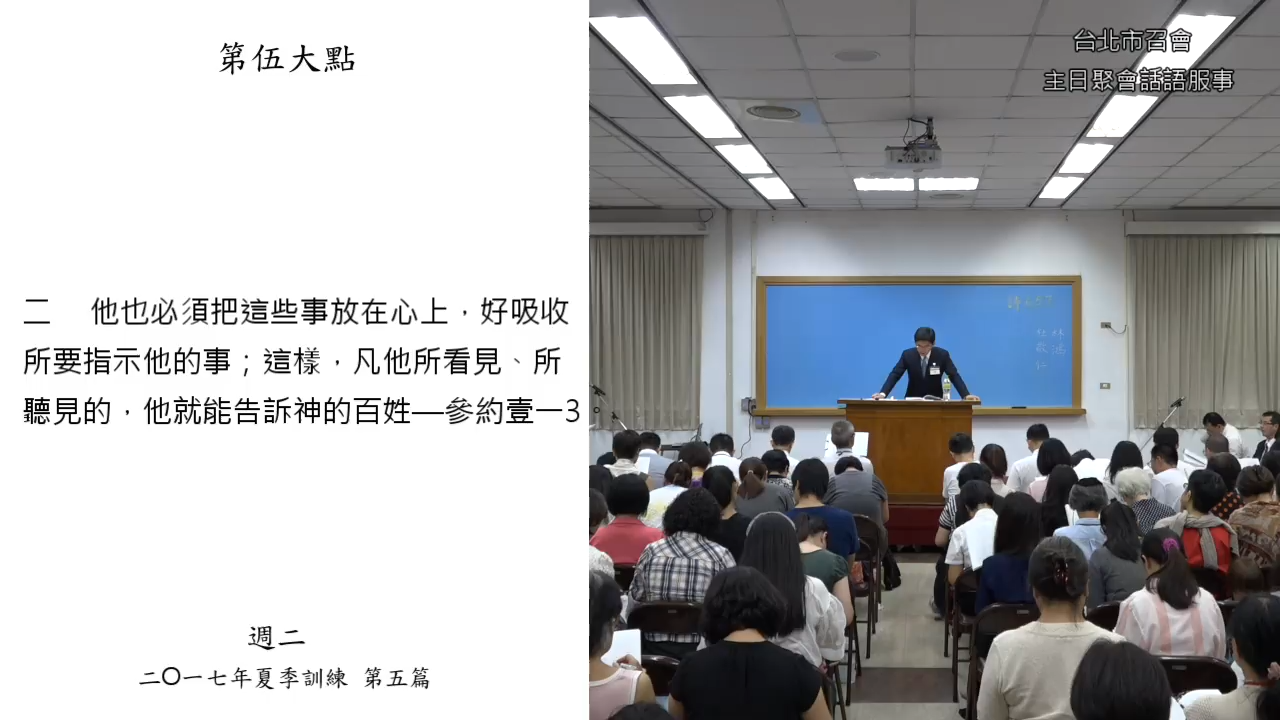 第伍大點
二 他也必須把這些事放在心上，好吸收
所要指示他的事；這樣，凡他所看見、所
聽見的，他就能告訴神的百姓—參約壹一3。
週二
二〇一七年夏季訓練 第五篇
台北市召會
主日聚會話語服事